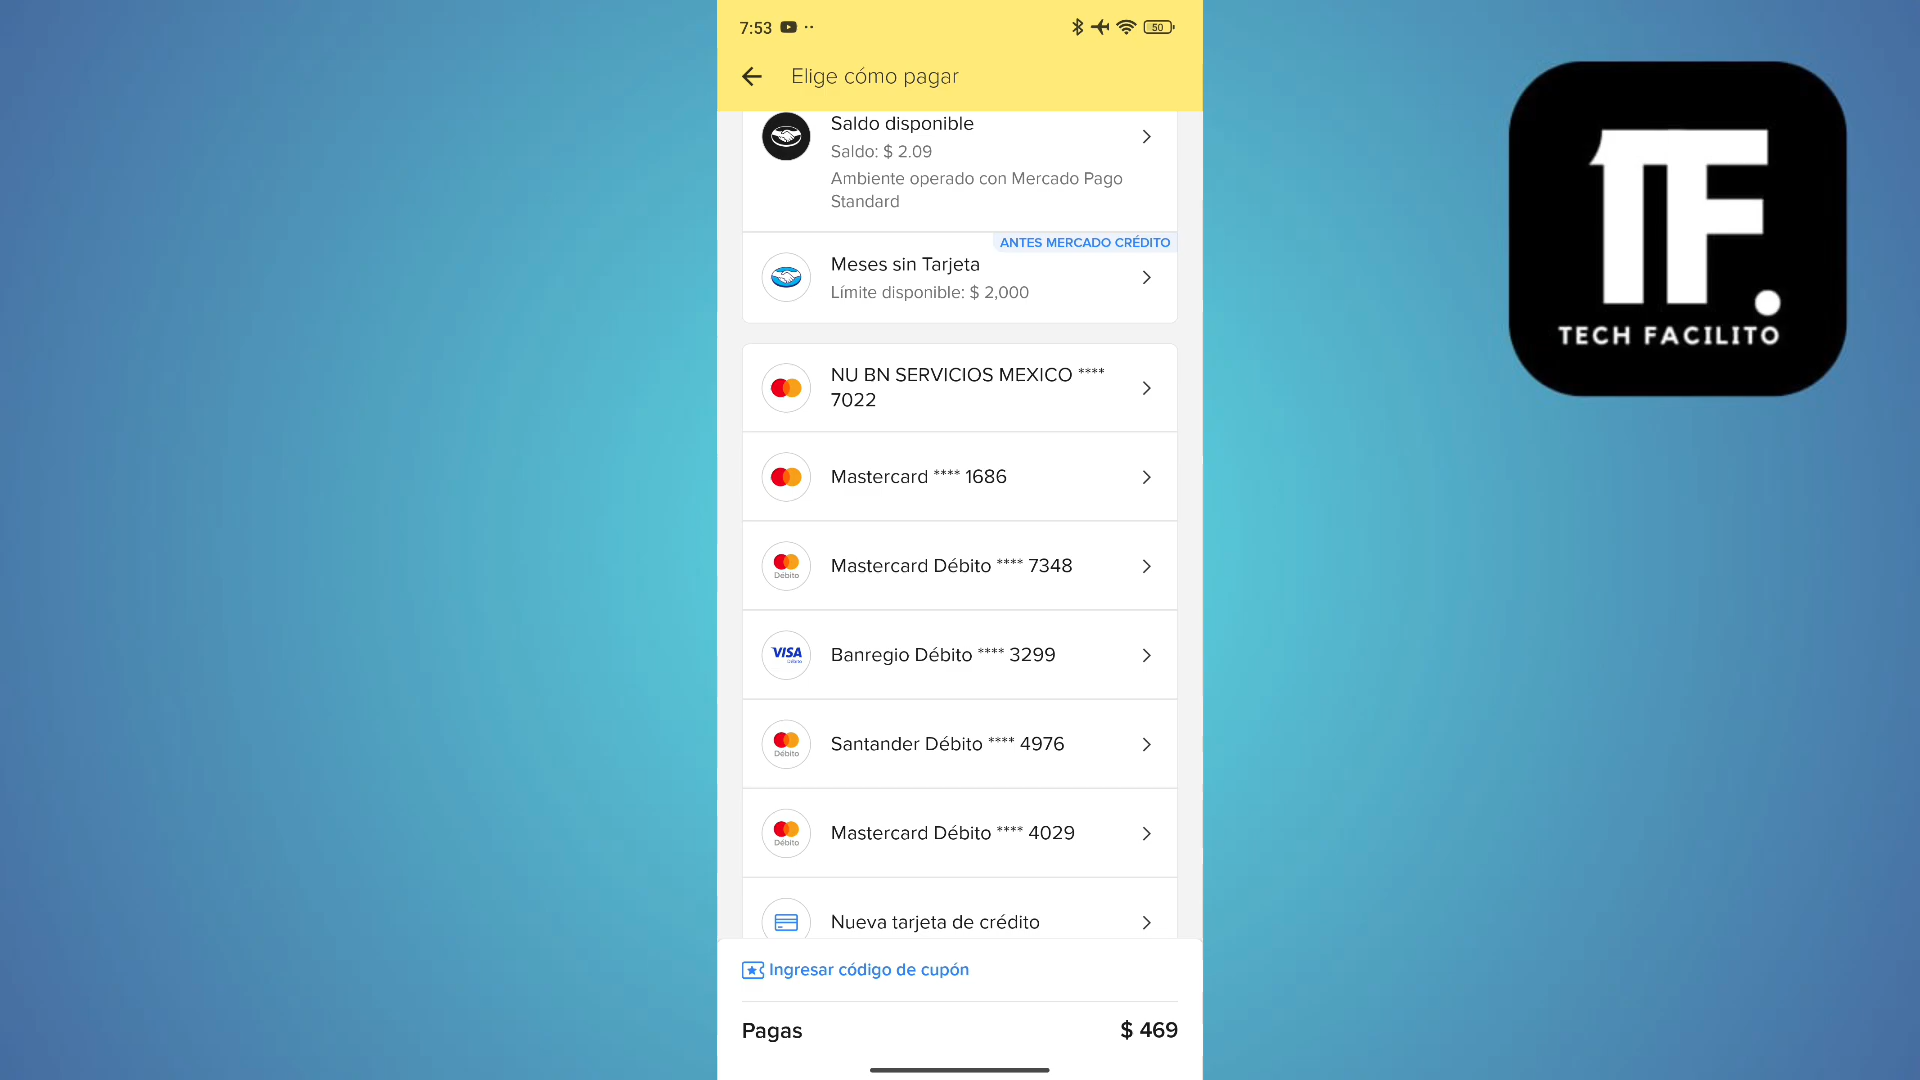 7:53
50
Elige cómo pagar
Saldo disponible
Saldo: $ 2.09
Ambiente operado con Mercado Pago
Standard
ANTES MERCADO CRÉDITO
Meses sin Tarjeta
Límite disponible: $ 2,000
NU BN SERVICIOS MEXICO ****
7022
Mastercard **** 1686
Débito
Mastercard Débito **** 7348
VISA
Débito
Banregio Débito **** 3299
Débito
Santander Débito **** 4976
Débito
Mastercard Débito **** 4029
Nueva tarjeta de crédito
Ingresar código de cupón
Pagas $ 469
TF.
TECH FACILITO